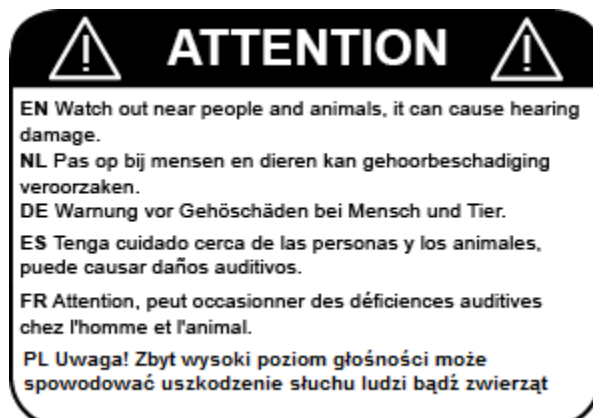 ATTENTION
EN Watch out near people and animals, it can cause hearing
damage.
NL Pas op bij mensen en dieren kan gehoorbeschadiging
veroorzaken.
DE Warnung vor Gehöschäden bei Mensch und Tier.
ES Tenga cuidado cerca de las personas y los animales,
puede causar daños auditivos.
FR Attention, peut occasionner des déficiences auditives
chez l'homme et l'animal.
PL Uwaga! Zbyt wysoki poziom głośności może
spowodować uszkodzenie słuchu ludzi bądź zwierząt